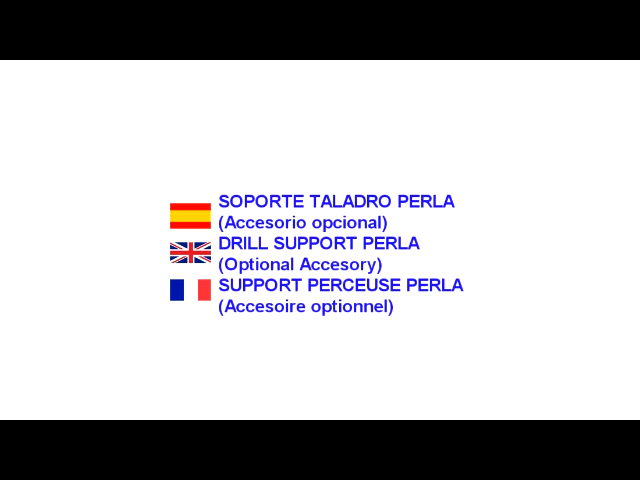 SOPORTE TALADRO PERLA
(Accesorio opcional)
DRILL SUPPORT PERLA
(Optional Accesory)
SUPPORT PERCEUSE PERLA
(Accesoire optionnel)